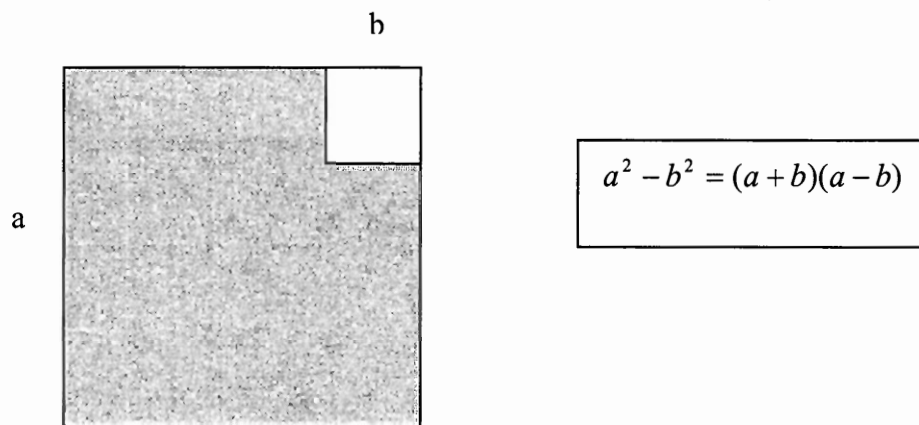 b
a
a² − b² = (a + b)(a − b)